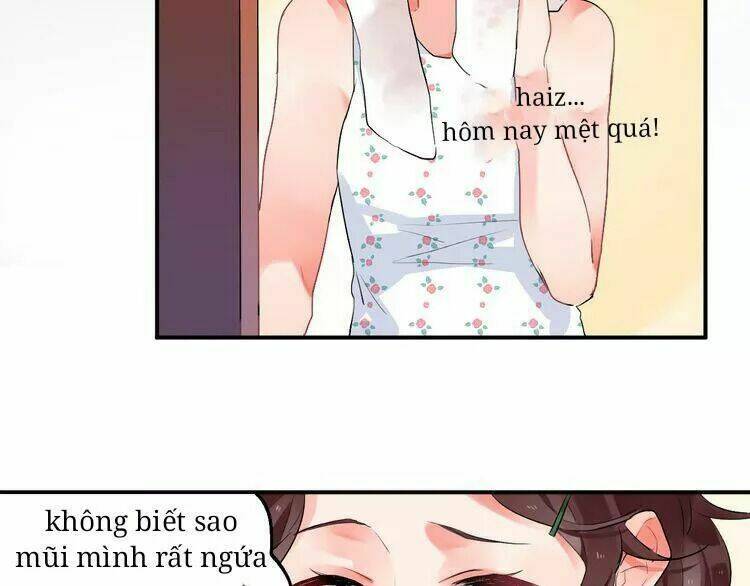 haiz...
hôm nay mệt quá!
không biết sao
mũi mình rất ngứa